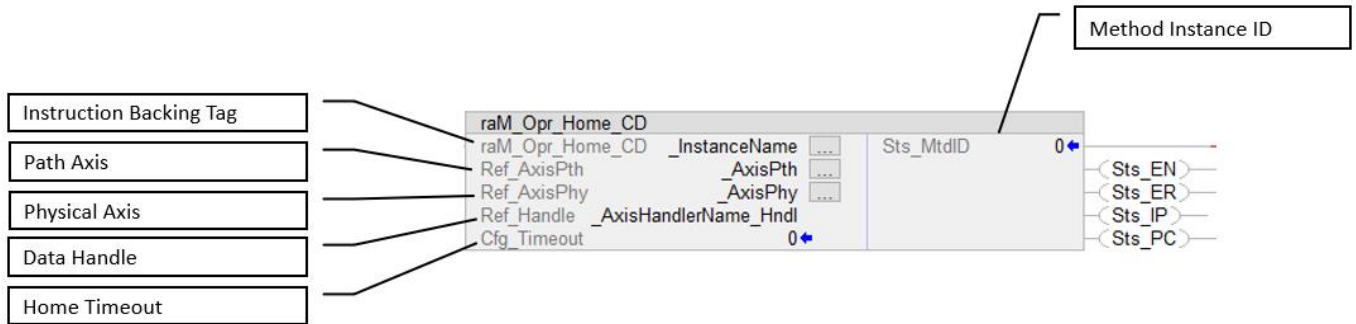 Method Instance ID
Instruction Backing Tag
Path Axis
Physical Axis
Data Handle
Home Timeout
raM_Opr_Home_CD
raM_Opr_Home_CD _InstanceName ... Sts_MtdID 0
Ref_AxisPth _AxisPth ... Sts_EN
Ref_AxisPhy _AxisPhy ... Sts_ER
Ref_Handle _AxisHandlerName_Hndl Sts_IP
Cfg_Timeout 0 Sts_PC